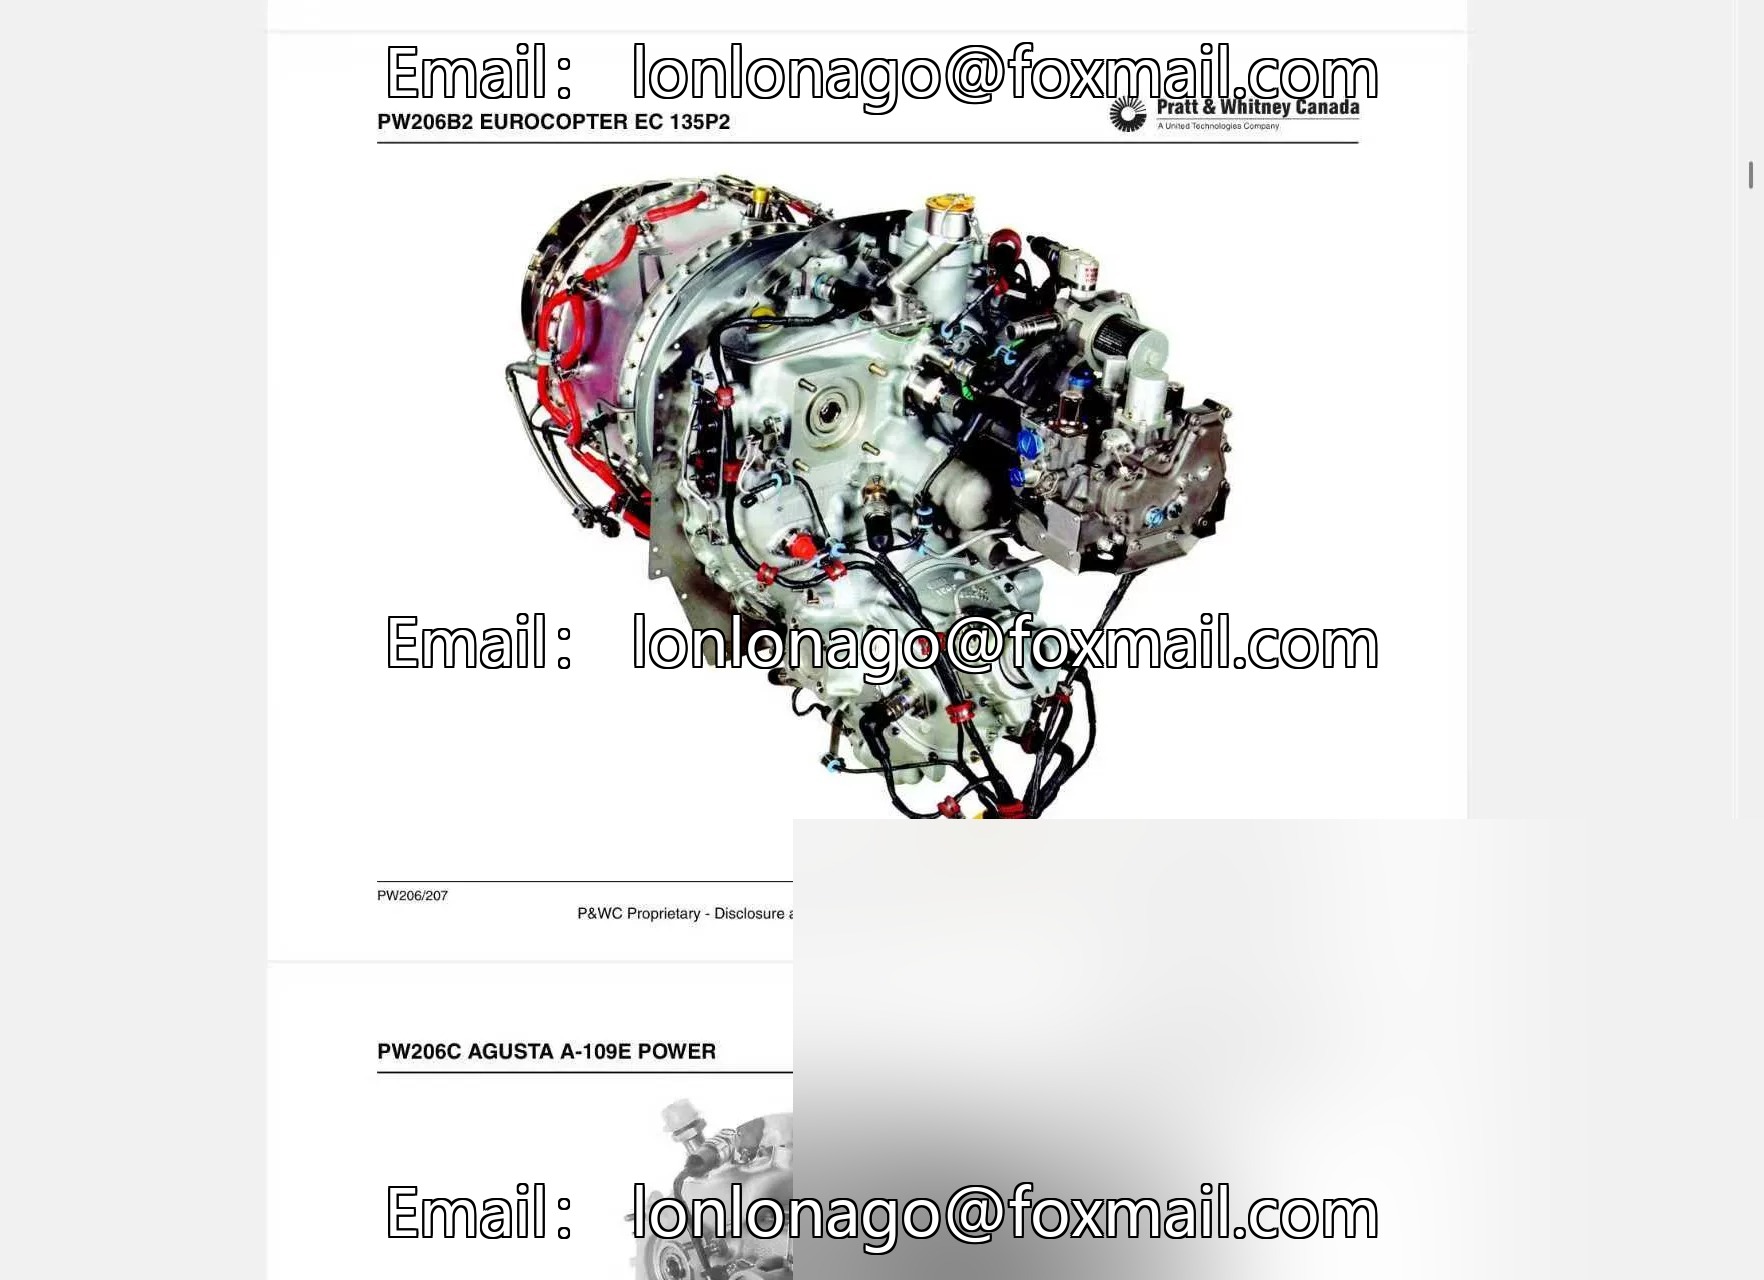 Email： lonlonago@foxmail.com
PW206B2 EUROCOPTER EC 135P2
Pratt & Whitney Canada
A United Technologies Company
Email： lonlonago@foxmail.com
PW206/207
P&WC Proprietary - Disclosure
PW206C AGUSTA A-109E POWER
Email： lonlonago@foxmail.com